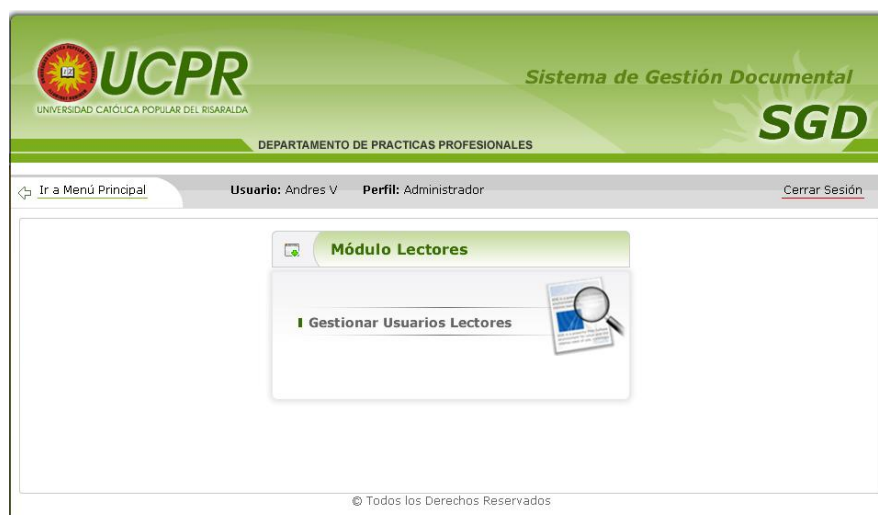 UCPR
UNIVERSIDAD CATÓLICA POPULAR DEL RISARALDA
Sistema de Gestión Documental
SGD
DEPARTAMENTO DE PRACTICAS PROFESIONALES
Ir a Menú Principal Usuario: Andres V Perfil: Administrador Cerrar Sesión
Módulo Lectores
Gestionar Usuarios Lectores
© Todos los Derechos Reservados